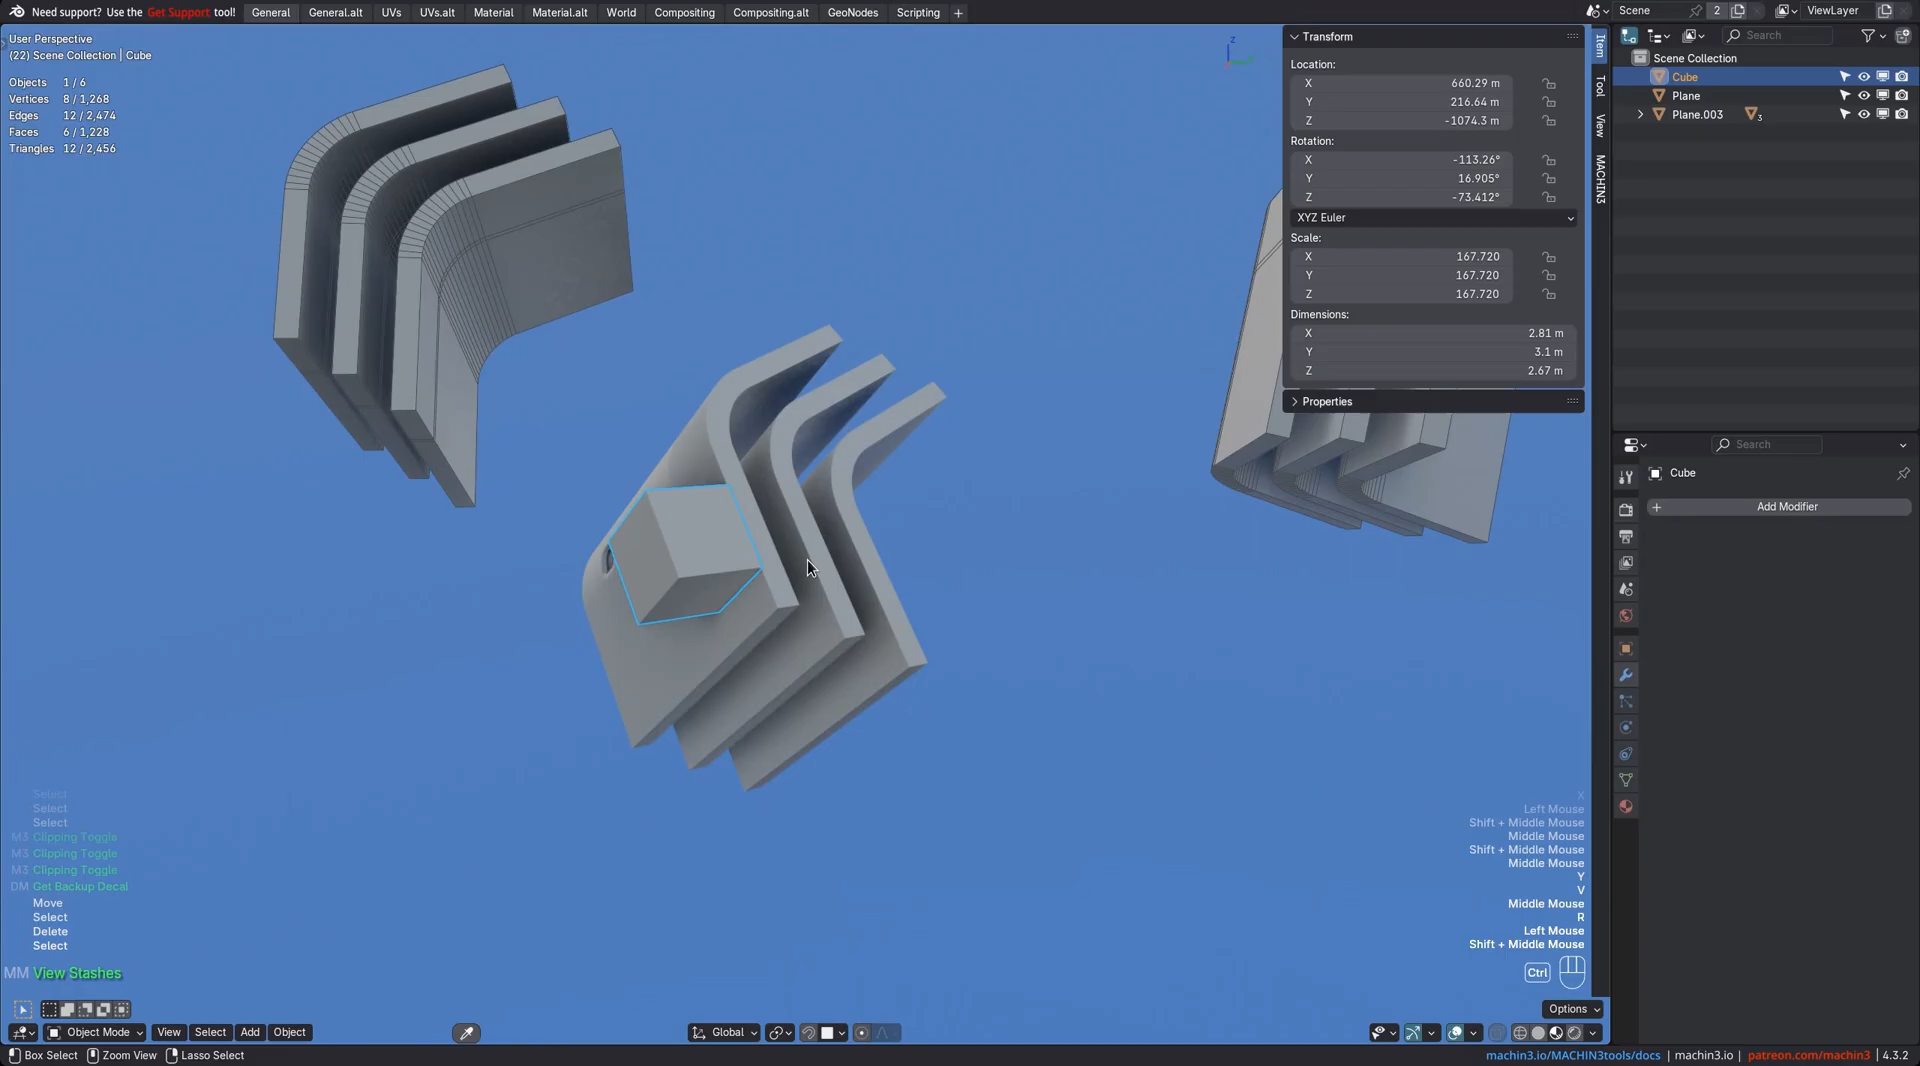 Need support? Use the Get Support tool!
General
General.alt
UVs
UVs.alt
Material
Material.alt
World
Compositing
Compositing.alt
GeoNodes
Scripting
+
Scene
2
ViewLayer
User Perspective
(22) Scene Collection | Cube
Objects 1 / 6
Vertices 8 / 1,268
Edges 12 / 2,474
Faces 6 / 1,228
Triangles 12 / 2,456
Z
Transform
Location:
X 660.29 m
Y 216.64 m
Z -1074.3 m
Rotation:
X -113.26°
Y 16.905°
Z -73.412°
XYZ Euler
Scale:
X 167.720
Y 167.720
Z 167.720
Dimensions:
X 2.81 m
Y 3.1 m
Z 2.67 m
Properties
Item
Tool
View
MACHIN3
Search
Scene Collection
Cube
Plane
Plane.003
3
Search
Cube
+ Add Modifier
Select
Select
Select
M3 Clipping Toggle
M3 Clipping Toggle
M3 Clipping Toggle
DM Get Backup Decal
Move
Select
Delete
Select
MM View Stashes
X
Left Mouse
Shift + Middle Mouse
Middle Mouse
Shift + Middle Mouse
Middle Mouse
Y
V
Middle Mouse
R
Left Mouse
Shift + Middle Mouse
Ctrl
Options
Object Mode
View
Select
Add
Object
Global
Box Select
Zoom View
Lasso Select
machin3.io/MACHIN3tools/docs | machin3.io | patreon.com/machin3 | 4.3.2